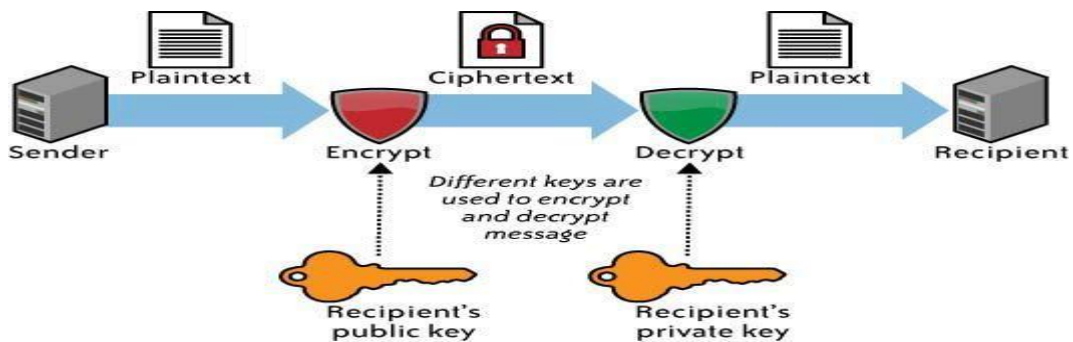 Plaintext
Ciphertext
Plaintext
Sender
Encrypt
Decrypt
Recipient
Different keys are
used to encrypt
and decrypt
message
Recipient's
public key
Recipient's
private key